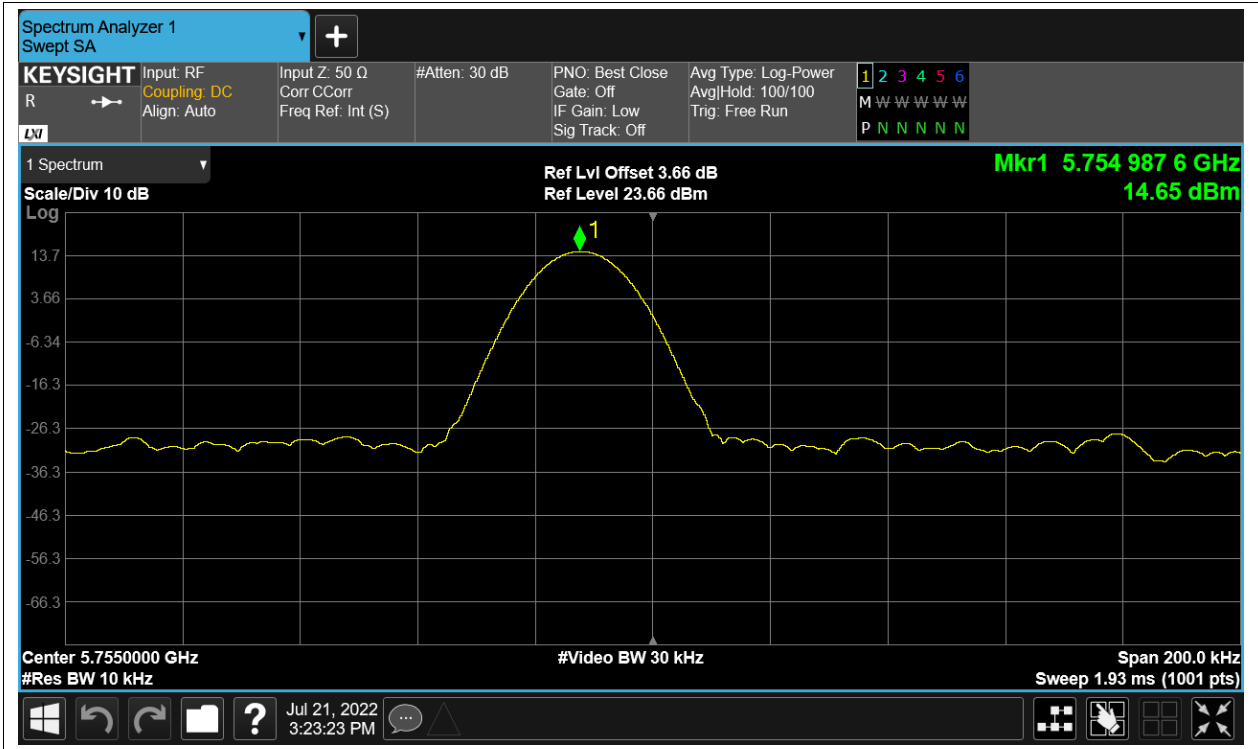 Spectrum Analyzer 1
Swept SA
KEYSIGHT
R
LXI
Input: RF
Coupling: DC
Align: Auto
Input Z: 50 Ω
Corr CCorr
Freq Ref: Int (S)
#Atten: 30 dB
PNO: Best Close
Gate: Off
IF Gain: Low
Sig Track: Off
Avg Type: Log-Power
Avg|Hold: 100/100
Trig: Free Run
1 2 3 4 5 6
M W W W W W
P N N N N N
1 Spectrum
Scale/Div 10 dB
Log
Ref Lvl Offset 3.66 dB
Ref Level 23.66 dBm
Mkr1 5.754 987 6 GHz
14.65 dBm
1
13.7
3.66
-6.34
-16.3
-26.3
-36.3
-46.3
-56.3
-66.3
Center 5.7550000 GHz
#Res BW 10 kHz
#Video BW 30 kHz
Span 200.0 kHz
Sweep 1.93 ms (1001 pts)
?
Jul 21, 2022
3:23:23 PM